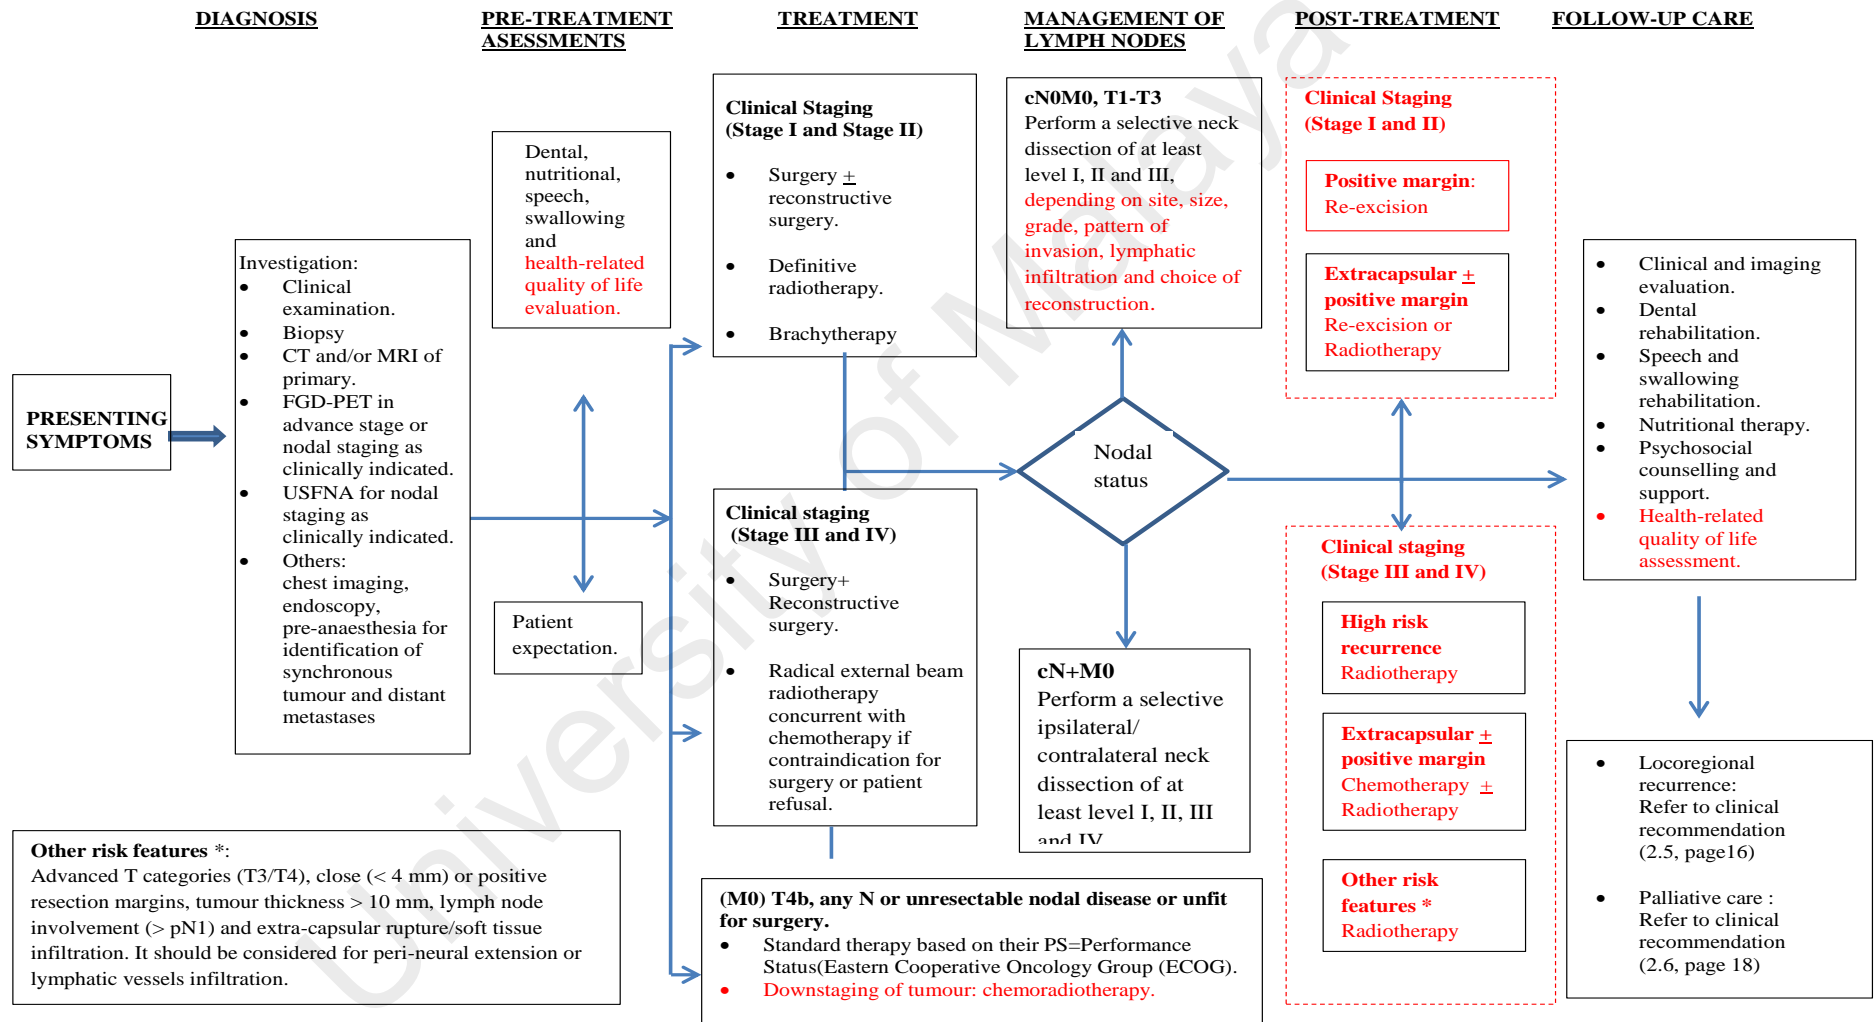 DIAGNOSIS
PRE-TREATMENT
ASESSMENTS
TREATMENT
MANAGEMENT OF
LYMPH NODES
POST-TREATMENT
FOLLOW-UP CARE
PRESENTING
SYMPTOMS
Investigation:
• Clinical
examination.
• Biopsy
• CT and/or MRI of
primary.
• FGD-PET in
advance stage or
nodal staging as
clinically indicated.
• USFNA for nodal
staging as
clinically indicated.
• Others:
chest imaging,
endoscopy,
pre-anaesthesia for
identification of
synchronous
tumour and distant
metastases
Dental,
nutritional,
speech,
swallowing
and
health-related
quality of life
evaluation.
Patient
expectation.
Clinical Staging
(Stage I and Stage II)
• Surgery ±
reconstructive
surgery.
• Definitive
radiotherapy.
• Brachytherapy
Clinical staging
(Stage III and IV)
• Surgery+
Reconstructive
surgery.
• Radical external beam
radiotherapy
concurrent with
chemotherapy if
contraindication for
surgery or patient
refusal.
(M0) T4b, any N or unresectable nodal disease or unfit
for surgery.
• Standard therapy based on their PS=Performance
Status(Eastern Cooperative Oncology Group (ECOG).
• Downstaging of tumour: chemoradiotherapy.
cN0M0, T1-T3
Perform a selective neck
dissection of at least
level I, II and III,
depending on site, size,
grade, pattern of
invasion, lymphatic
infiltration and choice of
reconstruction.
Nodal
status
cN+M0
Perform a selective
ipsilateral/
contralateral neck
dissection of at
least level I, II, III
and IV
Clinical Staging
(Stage I and II)
Positive margin:
Re-excision
Extracapsular ±
positive margin
Re-excision or
Radiotherapy
Clinical staging
(Stage III and IV)
High risk
recurrence
Radiotherapy
Extracapsular ±
positive margin
Chemotherapy ±
Radiotherapy
Other risk
features *
Radiotherapy
• Clinical and imaging
evaluation.
• Dental
rehabilitation.
• Speech and
swallowing
rehabilitation.
• Nutritional therapy.
• Psychosocial
counselling and
support.
• Health-related
quality of life
assessment.
• Locoregional
recurrence:
Refer to clinical
recommendation
(2.5, page16)
• Palliative care :
Refer to clinical
recommendation
(2.6, page 18)
Other risk features *:
Advanced T categories (T3/T4), close (< 4 mm) or positive
resection margins, tumour thickness > 10 mm, lymph node
involvement (> pN1) and extra-capsular rupture/soft tissue
infiltration. It should be considered for peri-neural extension or
lymphatic vessels infiltration.
University of Malaya